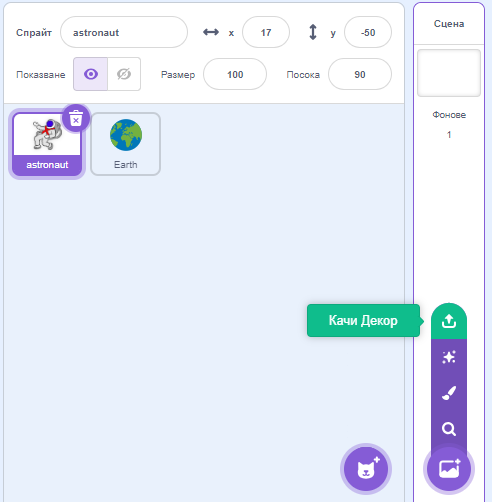 Спрайт astronaut x 17 y -50
Показване Размер 100 Посока 90
astronaut
Earth
Сцена
Фонове
1
Качи Декор